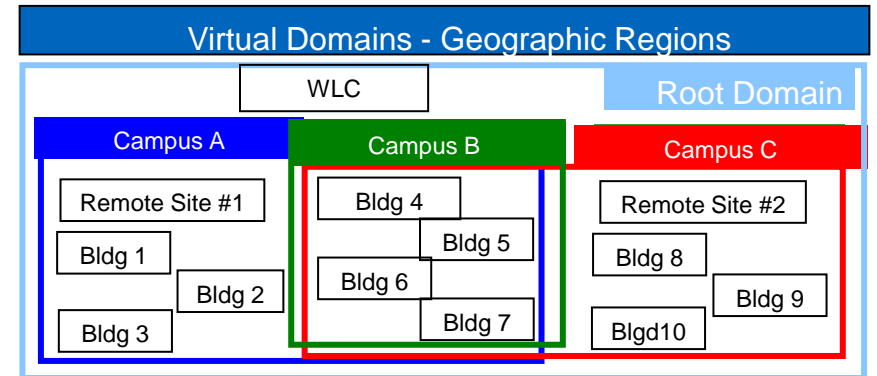 Virtual Domains - Geographic Regions
WLC
Root Domain
Campus A
Campus B
Campus C
Remote Site #1
Bldg 1
Bldg 2
Bldg 3
Bldg 4
Bldg 5
Bldg 6
Bldg 7
Remote Site #2
Bldg 8
Bldg 9
Blgd10